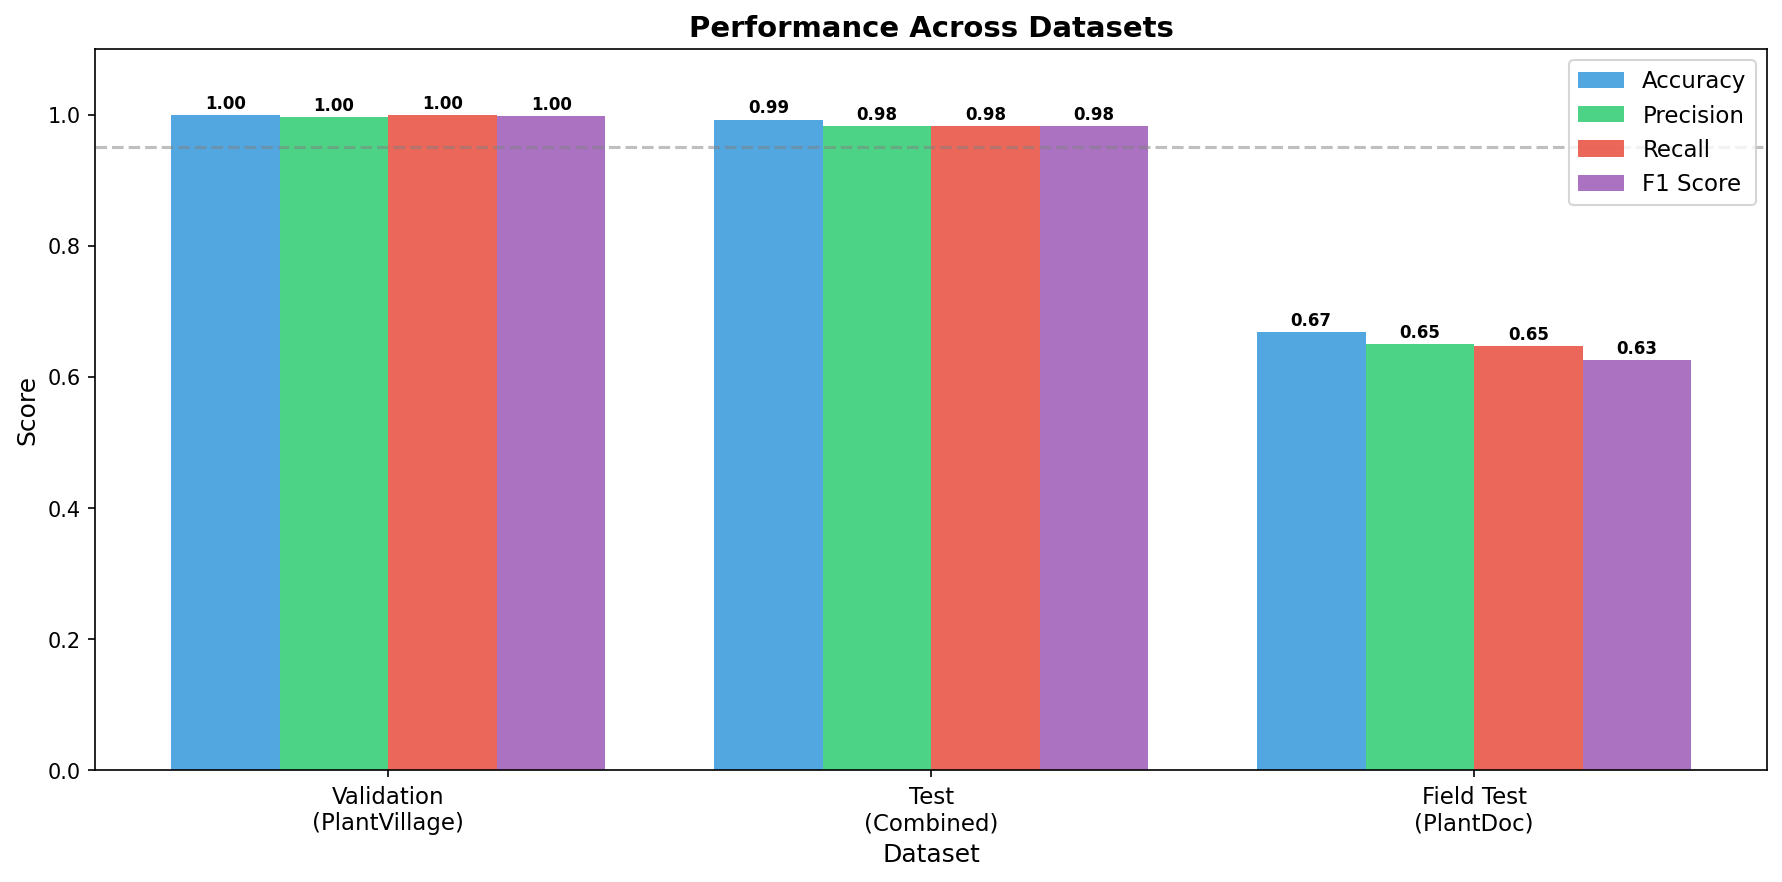 Performance Across Datasets
Accuracy
Precision
Recall
F1 Score
1.00 1.00 1.00 1.00
0.99 0.98 0.98 0.98
0.67 0.65 0.65 0.63
Score
1.0
0.8
0.6
0.4
0.2
0.0
Validation
(PlantVillage)
Test
(Combined)
Field Test
(PlantDoc)
Dataset